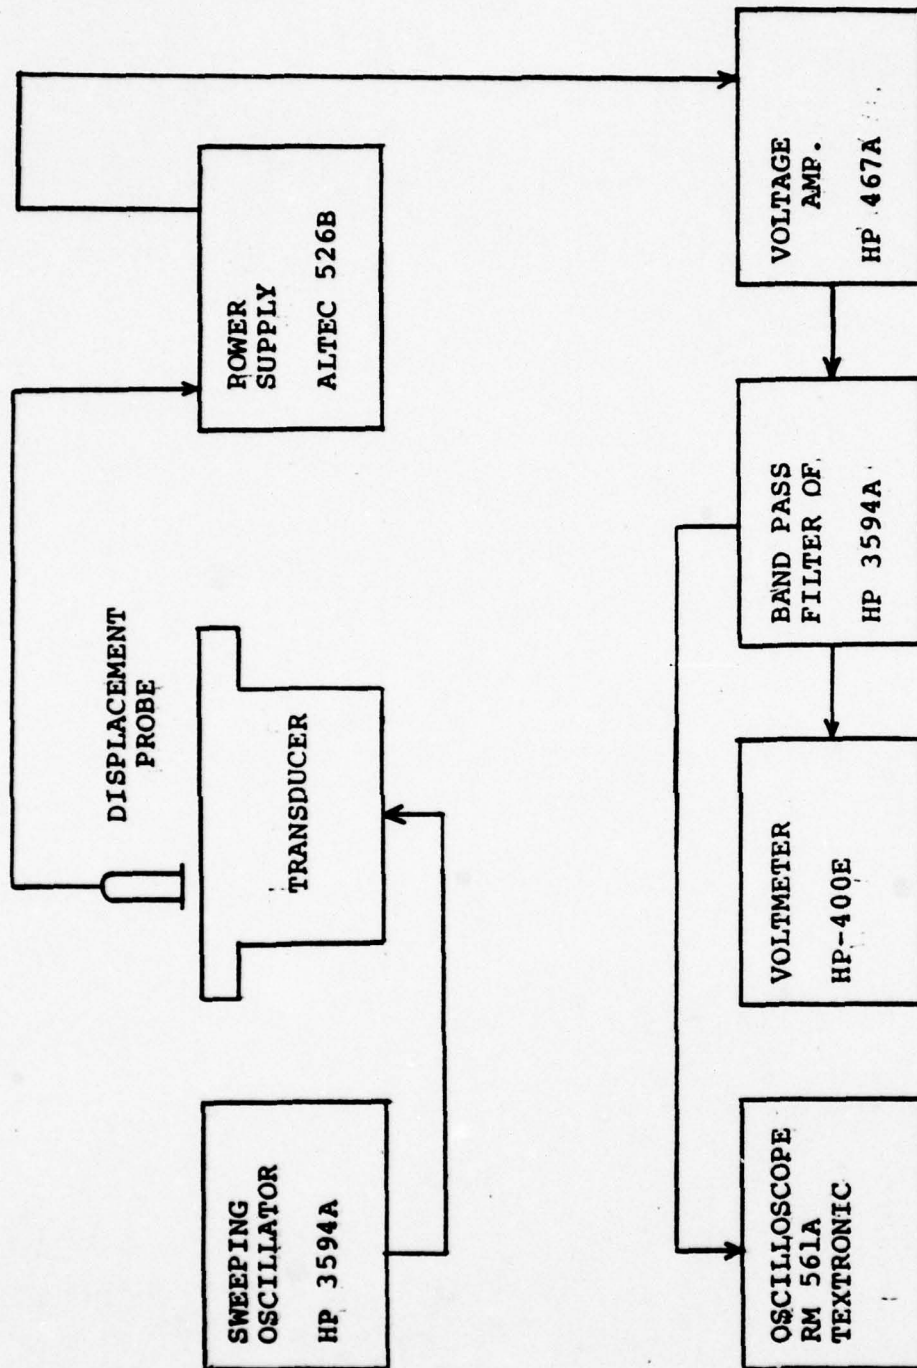 SWEEPING
OSCILLATOR
HP 3594A
DISPLACEMENT
PROBE
TRANSDUCER
ROWER
SUPPLY
ALTEC 526B
OSCILLOSCOPE
RM 561A
TEXTRONIC
VOLTMETER
HP-400E
BAND PASS
FILTER OF
HP 3594A
VOLTAGE
AMP.
HP 467A